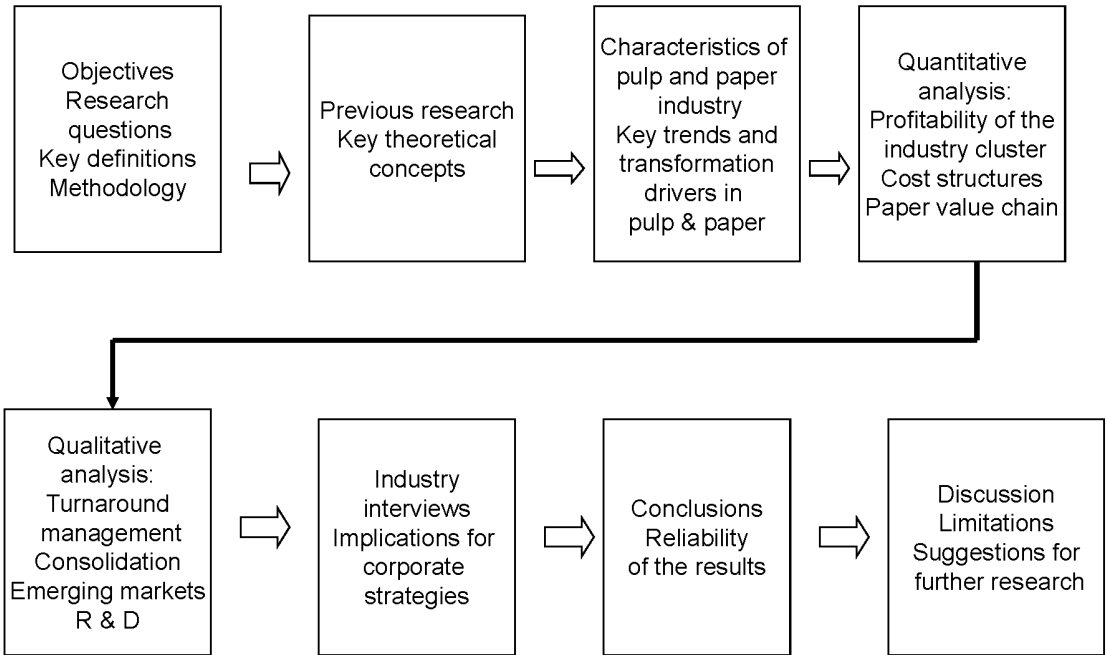 Objectives
Research
questions
Key definitions
Methodology
Previous research
Key theoretical
concepts
Characteristics of
pulp and paper
industry
Key trends and
transformation
drivers in
pulp & paper
Quantitative
analysis:
Profitability of the
industry cluster
Cost structures
Paper value chain
Qualitative
analysis:
Turnaround
management
Consolidation
Emerging markets
R & D
Industry
interviews
Implications for
corporate
strategies
Conclusions
Reliability
of the results
Discussion
Limitations
Suggestions for
further research